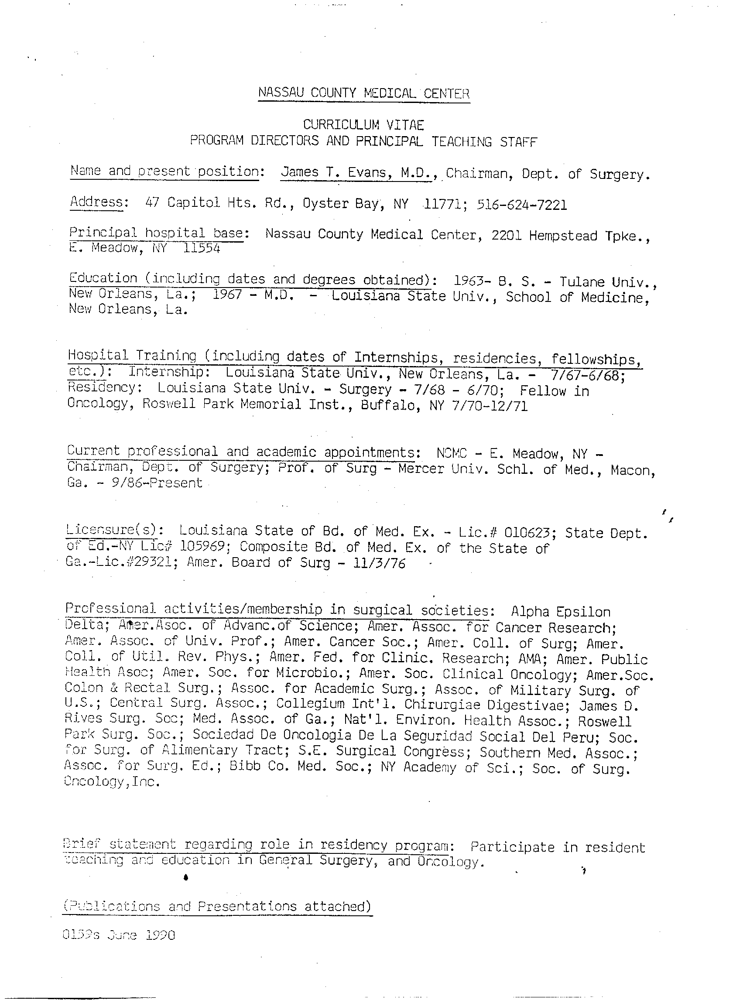 NASSAU COUNTY MEDICAL CENTER
CURRICULUM VITAE
PROGRAM DIRECTORS AND PRINCIPAL TEACHING STAFF
Name and present position: James T. Evans, M.D., Chairman, Dept. of Surgery.
Address: 47 Capitol Hts. Rd., Oyster Bay, NY 11771; 516-624-7221
Principal hospital base: Nassau County Medical Center, 2201 Hempstead Tpke.,
E. Meadow, NY 11554
Education (including dates and degrees obtained): 1963- B. S. - Tulane Univ.,
New Orleans, La.; 1967 - M.D. - Louisiana State Univ., School of Medicine,
New Orleans, La.
Hospital Training (including dates of Internships, residencies, fellowships,
etc.): Internship: Louisiana State Univ., New Orleans, La. - 7/67-6/68;
Residency: Louisiana State Univ. - Surgery - 7/68 - 6/70; Fellow in
Oncology, Roswell Park Memorial Inst., Buffalo, NY 7/70-12/71
Current professional and academic appointments: NCMC - E. Meadow, NY -
Chairman, Dept. of Surgery; Prof. of Surg - Mercer Univ. Schl. of Med., Macon,
Ga. - 9/86-Present
Licensure(s): Louisiana State of Bd. of Med. Ex. - Lic.# 010623; State Dept.
of Ed.-NY Lic# 105969; Composite Bd. of Med. Ex. of the State of
Ga.-Lic.#29321; Amer. Board of Surg - 11/3/76
Professional activities/membership in surgical societies: Alpha Epsilon
Delta; Amer.Asoc. of Advanc.of Science; Amer. Assoc. for Cancer Research;
Amer. Assoc. of Univ. Prof.; Amer. Cancer Soc.; Amer. Coll. of Surg; Amer.
Coll. of Util. Rev. Phys.; Amer. Fed. for Clinic. Research; AMA; Amer. Public
Health Asoc; Amer. Soc. for Microbio.; Amer. Soc. Clinical Oncology; Amer.Soc.
Colon & Rectal Surg.; Assoc. for Academic Surg.; Assoc. of Military Surg. of
U.S.; Central Surg. Assoc.; Collegium Int'l. Chirurgiae Digestivae; James D.
Rives Surg. Soc; Med. Assoc. of Ga.; Nat'l. Environ. Health Assoc.; Roswell
Park Surg. Soc.; Sociedad De Oncologia De La Seguridad Social Del Peru; Soc.
for Surg. of Alimentary Tract; S.E. Surgical Congress; Southern Med. Assoc.;
Assoc. for Surg. Ed.; Bibb Co. Med. Soc.; NY Academy of Sci.; Soc. of Surg.
Oncology,Inc.
Brief statement regarding role in residency program: Participate in resident
teaching and education in General Surgery, and Oncology.
(Publications and Presentations attached)
0159s June 1990